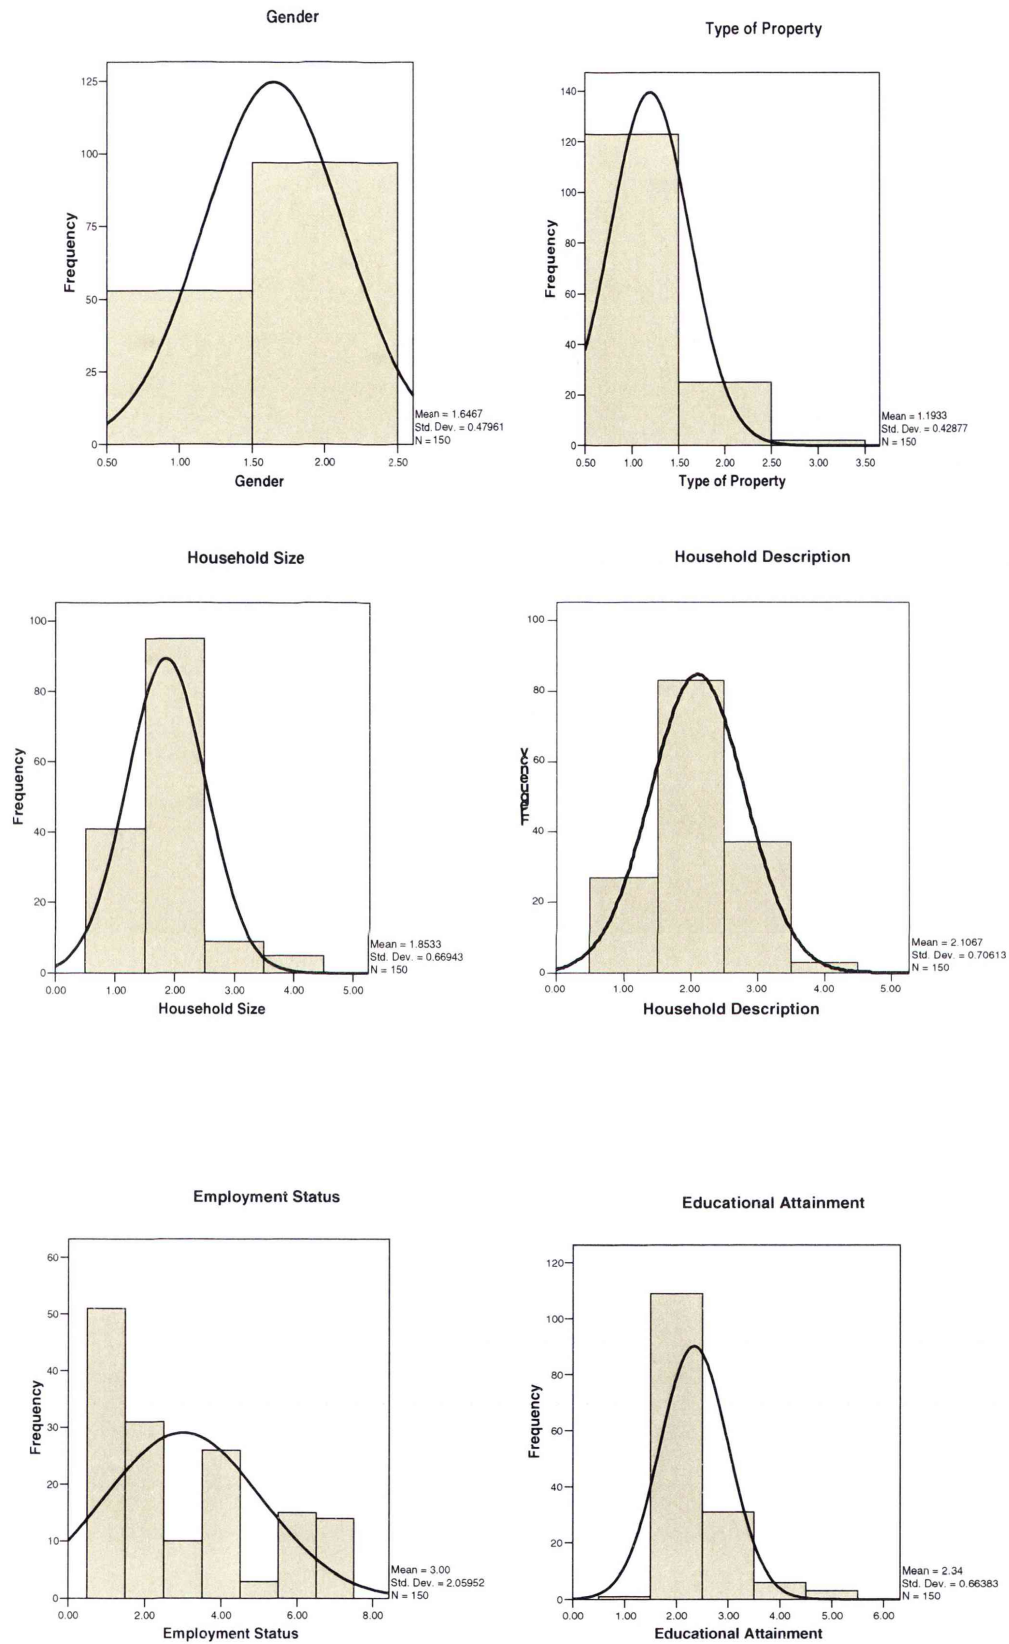 Gender
125
100
75
50
25
0
Frequency
0.50 1.00 1.50 2.00 2.50
Gender
Mean = 1.6467
Std. Dev. = 0.47961
N = 150
Type of Property
140
120
100
80
60
40
20
0
Frequency
0.50 1.00 1.50 2.00 2.50 3.00 3.50
Type of Property
Mean = 1.1933
Std. Dev. = 0.42877
N = 150
Household Size
100
80
60
40
20
0
Frequency
0.00 1.00 2.00 3.00 4.00 5.00
Household Size
Mean = 1.8533
Std. Dev. = 0.66943
N = 150
Household Description
100
80
60
40
20
0
Frequency
0.00 1.00 2.00 3.00 4.00 5.00
Household Description
Mean = 2.1067
Std. Dev. = 0.70613
N = 150
Employment Status
60
50
40
30
20
10
0
Frequency
0.00 2.00 4.00 6.00 8.00
Employment Status
Mean = 3.00
Std. Dev. = 2.05952
N = 150
Educational Attainment
120
100
80
60
40
20
0
Frequency
0.00 1.00 2.00 3.00 4.00 5.00 6.00
Educational Attainment
Mean = 2.34
Std. Dev. = 0.66383
N = 150